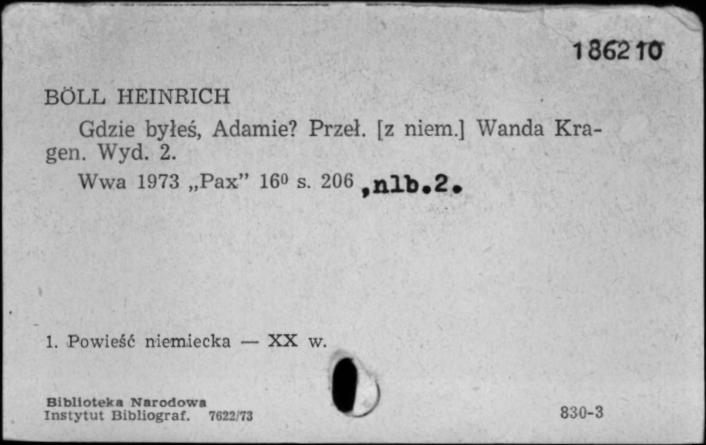 186210
BÖLL HEINRICH
Gdzie byłeś, Adamie? Przeł. [z niem.] Wanda Kra-
gen. Wyd. 2.
Wwa 1973 „Pax” 16⁰ s. 206 ,nlb.2.
1. Powieść niemiecka — XX w.
Biblioteka Narodowa
Instytut Bibliograf. 7622/73
830-3